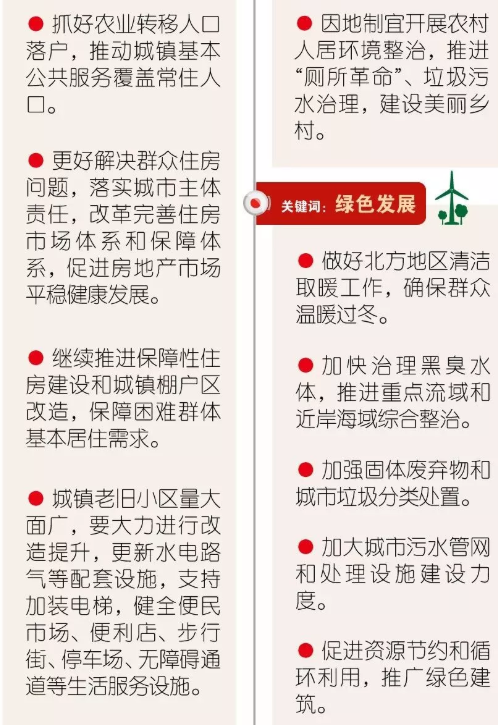 ●抓好农业转移人口
落户，推动城镇基本
公共服务覆盖常住人
口。
●更好解决群众住房
问题，落实城市主体
责任，改革完善住房
市场体系和保障体
系，促进房地产市场
平稳健康发展。
●继续推进保障性住
房建设和城镇棚户区
改造，保障困难群体
基本居住需求。
●城镇老旧小区量大
面广，要大力进行改
造提升，更新水电路
气等配套设施，支持
加装电梯，健全便民
市场、便利店、步行
街、停车场、无障碍通
道等生活服务设施。
●因地制宜开展农村
人居环境整治，推进
“厕所革命”、垃圾污
水治理，建设美丽乡
村。
关键词：绿色发展
●做好北方地区清洁
取暖工作，确保群众
温暖过冬。
●加快治理黑臭水
体，推进重点流域和
近岸海域综合整治。
●加强固体废弃物和
城市垃圾分类处置。
●加大城市污水管网
和处理设施建设力
度。
●促进资源节约和循
环利用，推广绿色建
筑。